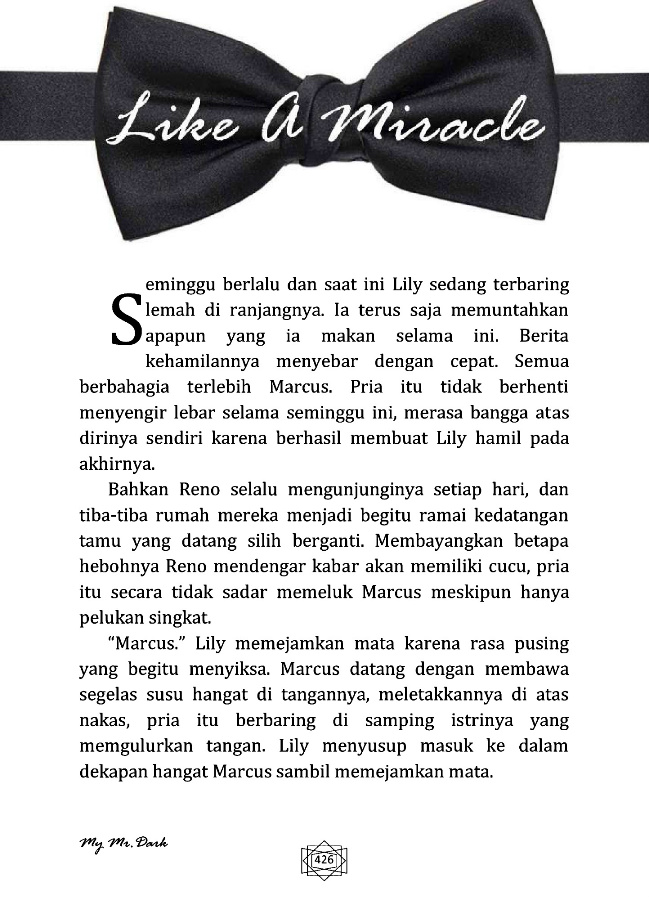 Like A Miracle
Seminggu berlalu dan saat ini Lily sedang terbaring
lemah di ranjangnya. Ia terus saja memuntahkan
apapun yang ia makan selama ini. Berita
kehamilannya menyebar dengan cepat. Semua
berbahagia terlebih Marcus. Pria itu tidak berhenti
menyengir lebar selama seminggu ini, merasa bangga atas
dirinya sendiri karena berhasil membuat Lily hamil pada
akhirnya.
Bahkan Reno selalu mengunjunginya setiap hari, dan
tiba-tiba rumah mereka menjadi begitu ramai kedatangan
tamu yang datang silih berganti. Membayangkan betapa
hebohnya Reno mendengar kabar akan memiliki cucu, pria
itu secara tidak sadar memeluk Marcus meskipun hanya
pelukan singkat.
“Marcus.” Lily memejamkan mata karena rasa pusing
yang begitu menyiksa. Marcus datang dengan membawa
segelas susu hangat di tangannya, meletakkannya di atas
nakas, pria itu berbaring di samping istrinya yang
memgulurkan tangan. Lily menyusup masuk ke dalam
dekapan hangat Marcus sambil memejamkan mata.
My Mr. Dark
426